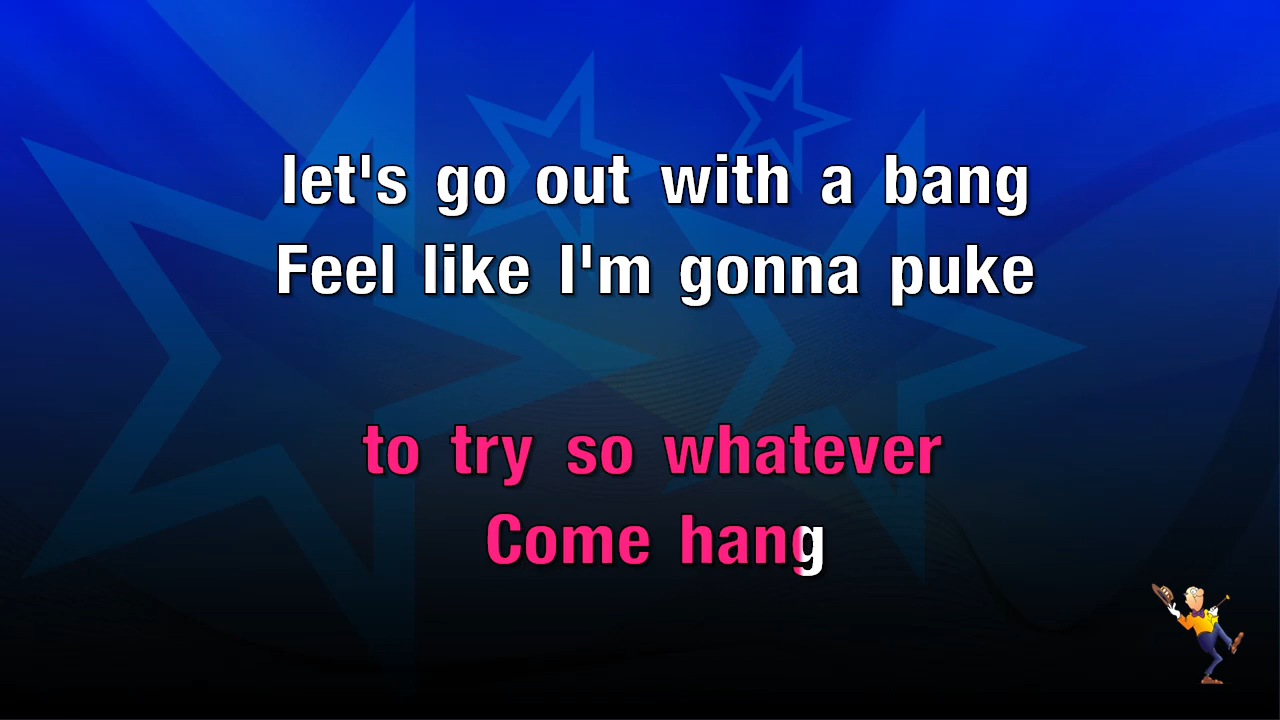 let's go out with a bang
Feel like I'm gonna puke
to try so whatever
Come hang